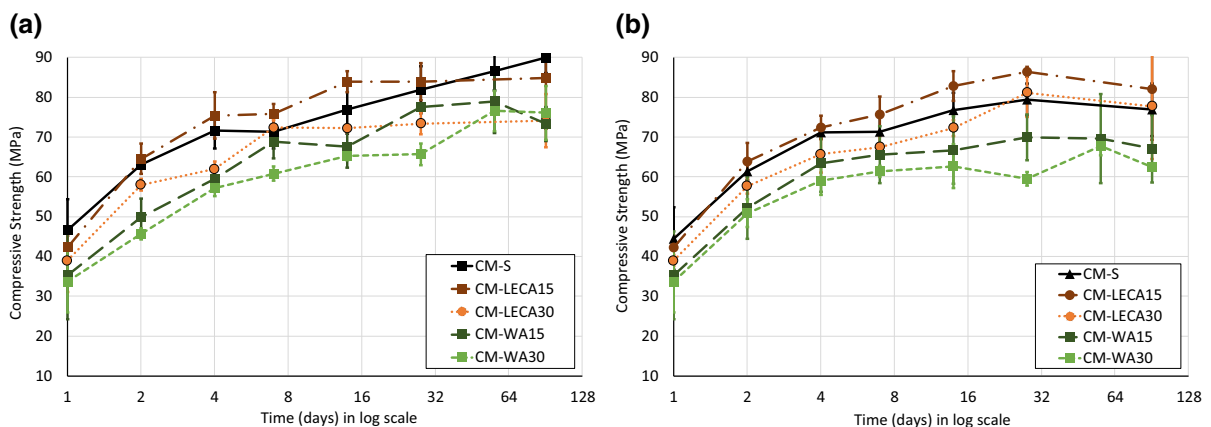 (a)
Compressive Strength (MPa)
90
80
70
60
50
40
30
20
10
1 2 4 8 16 32 64 128
Time (days) in log scale
CM-S
CM-LECA15
CM-LECA30
CM-WA15
CM-WA30
(b)
Compressive Strength (MPa)
90
80
70
60
50
40
30
20
10
1 2 4 8 16 32 64 128
Time (days) in log scale
CM-S
CM-LECA15
CM-LECA30
CM-WA15
CM-WA30